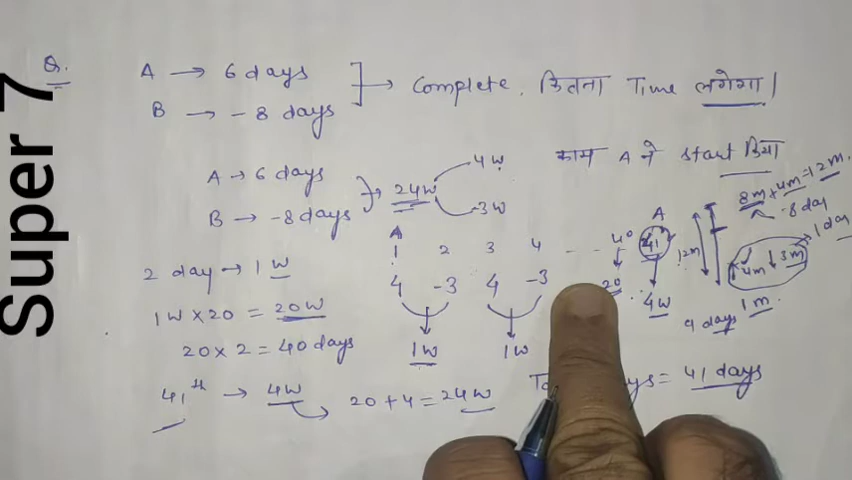 Super 7
Q.
A → 6 days
B → - 8 days
Complete. कितना Time लगेगा।
काम A ने start किया
A → 6 days
B → -8 days
24W
4W
-3W
2 day → 1W
1W x 20 = 20W
20 x 2 = 40 days
41th → 4W
20 + 4 = 24W
A
1 2 3 4 - - 40 41
4 -3 4 -3 20 4W
1W 1W
A
12m
8m + 4m = 12m.
8 day
1 day
4m ↓ 3m
1m.
9 days
= 41 days